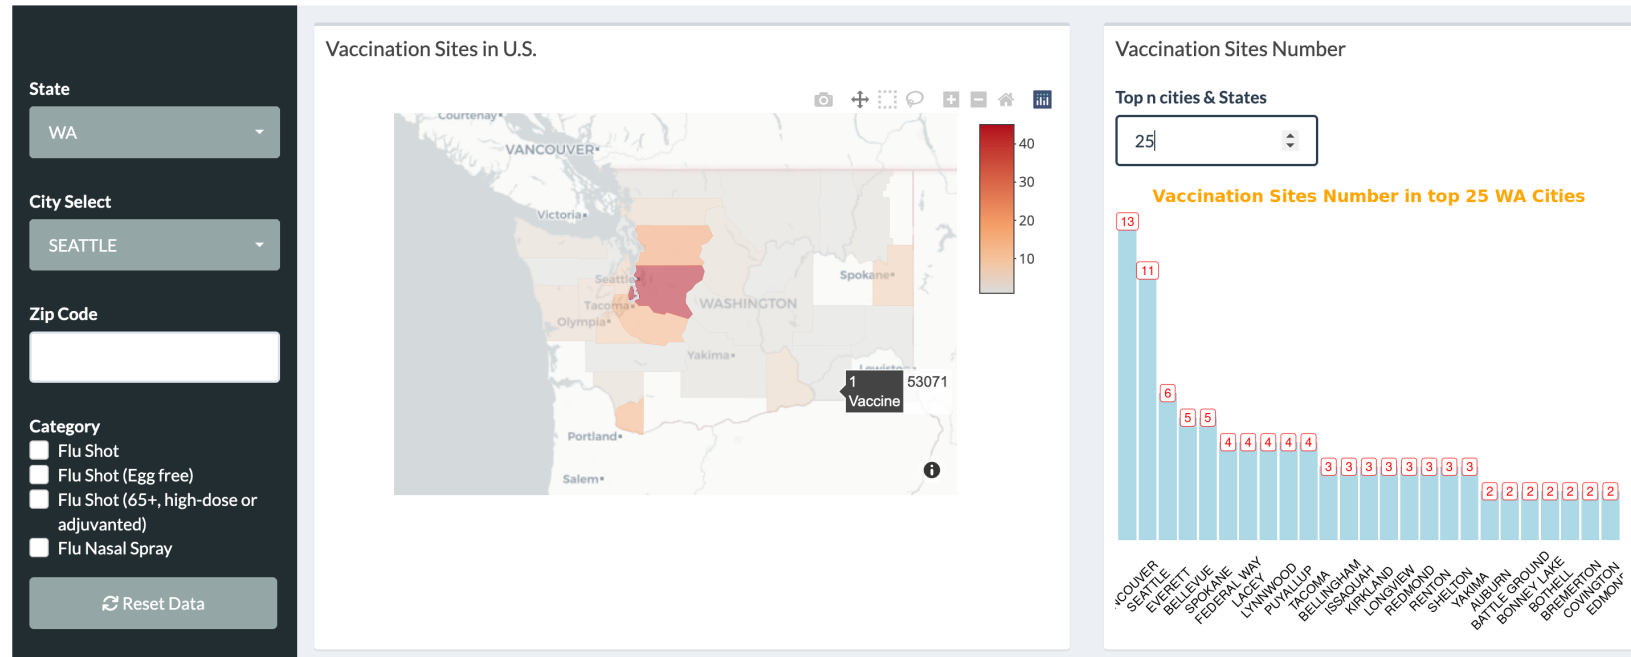 State
WA
City Select
SEATTLE
Zip Code
Category
Flu Shot
Flu Shot (Egg free)
Flu Shot (65+, high-dose or
adjuvanted)
Flu Nasal Spray
Reset Data
Vaccination Sites in U.S.
Courtenay
VANCOUVER
Victoria
Seattle
Spokane
Tacoma
WASHINGTON
Olympia
Yakima
Lewiston
1
Vaccine
53071
Portland
Salem
40
30
20
10
Vaccination Sites Number
Top n cities & States
25
Vaccination Sites Number in top 25 WA Cities
13
11
6
5
5
4
4
4
4
4
3
3
3
3
3
3
3
3
2
2
2
2
2
2
2
NCOUVER
SEATTLE
EVERETT
BELLEVUE
SPOKANE
FEDERAL WAY
LACEY
LYNNWOOD
PUYALLUP
TACOMA
BELLINGHAM
ISSAQUAH
KIRKLAND
LONGVIEW
REDMOND
RENTON
SHELTON
YAKIMA
AUBURN
BATTLE GROUND
BONNEY LAKE
BOTHELL
BREMERTON
COVINGTON
EDMON